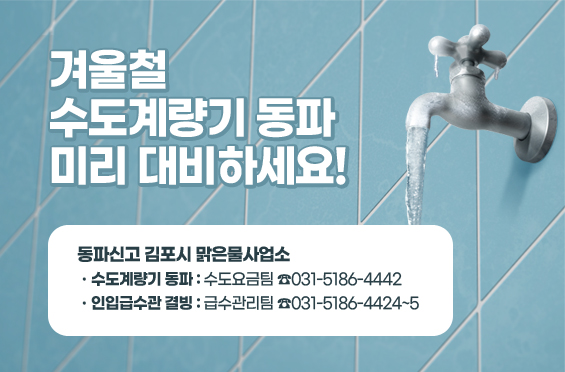 겨울철
수도계량기 동파
미리 대비하세요!
동파신고 김포시 맑은물사업소
· 수도계량기 동파 : 수도요금팀 ☎031-5186-4442
· 인입급수관 결빙 : 급수관리팀 ☎031-5186-4424~5